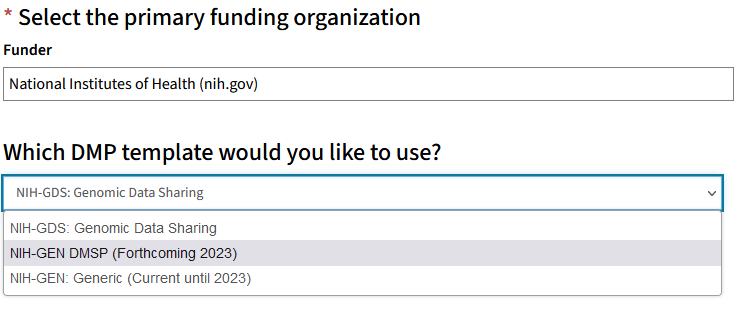 * Select the primary funding organization
Funder
National Institutes of Health (nih.gov)
Which DMP template would you like to use?
NIH-GDS: Genomic Data Sharing
NIH-GDS: Genomic Data Sharing
NIH-GEN DMSP (Forthcoming 2023)
NIH-GEN: Generic (Current until 2023)